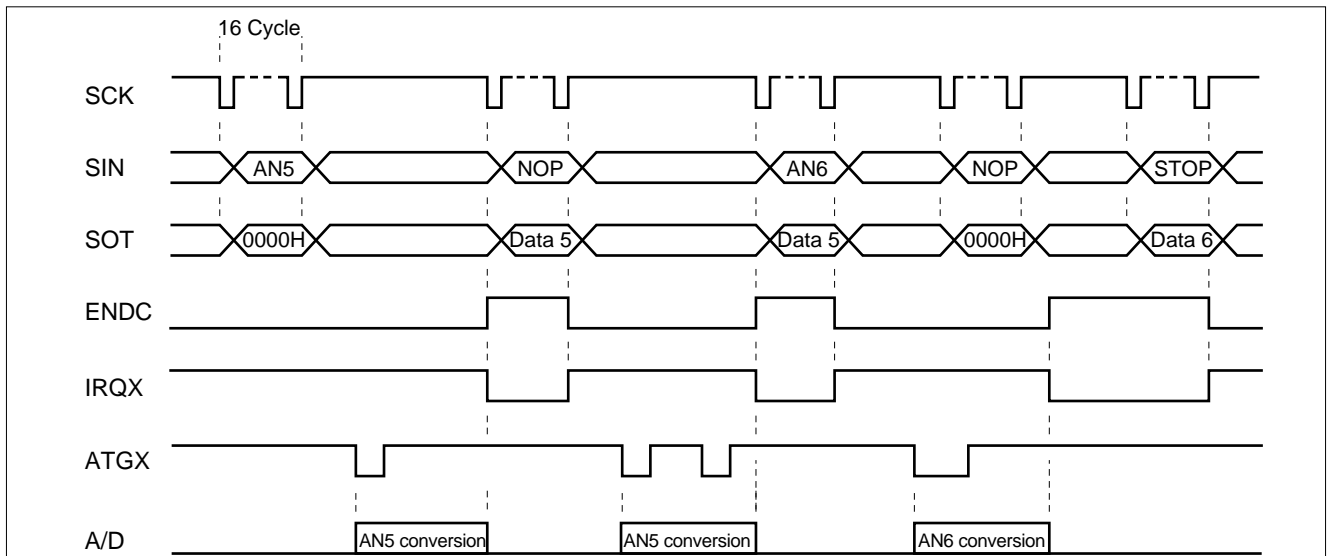 16 Cycle
SCK
SIN AN5 NOP AN6 NOP STOP
SOT 0000H Data 5 Data 5 0000H Data 6
ENDC
IRQX
ATGX
A/D AN5 conversion AN5 conversion AN6 conversion